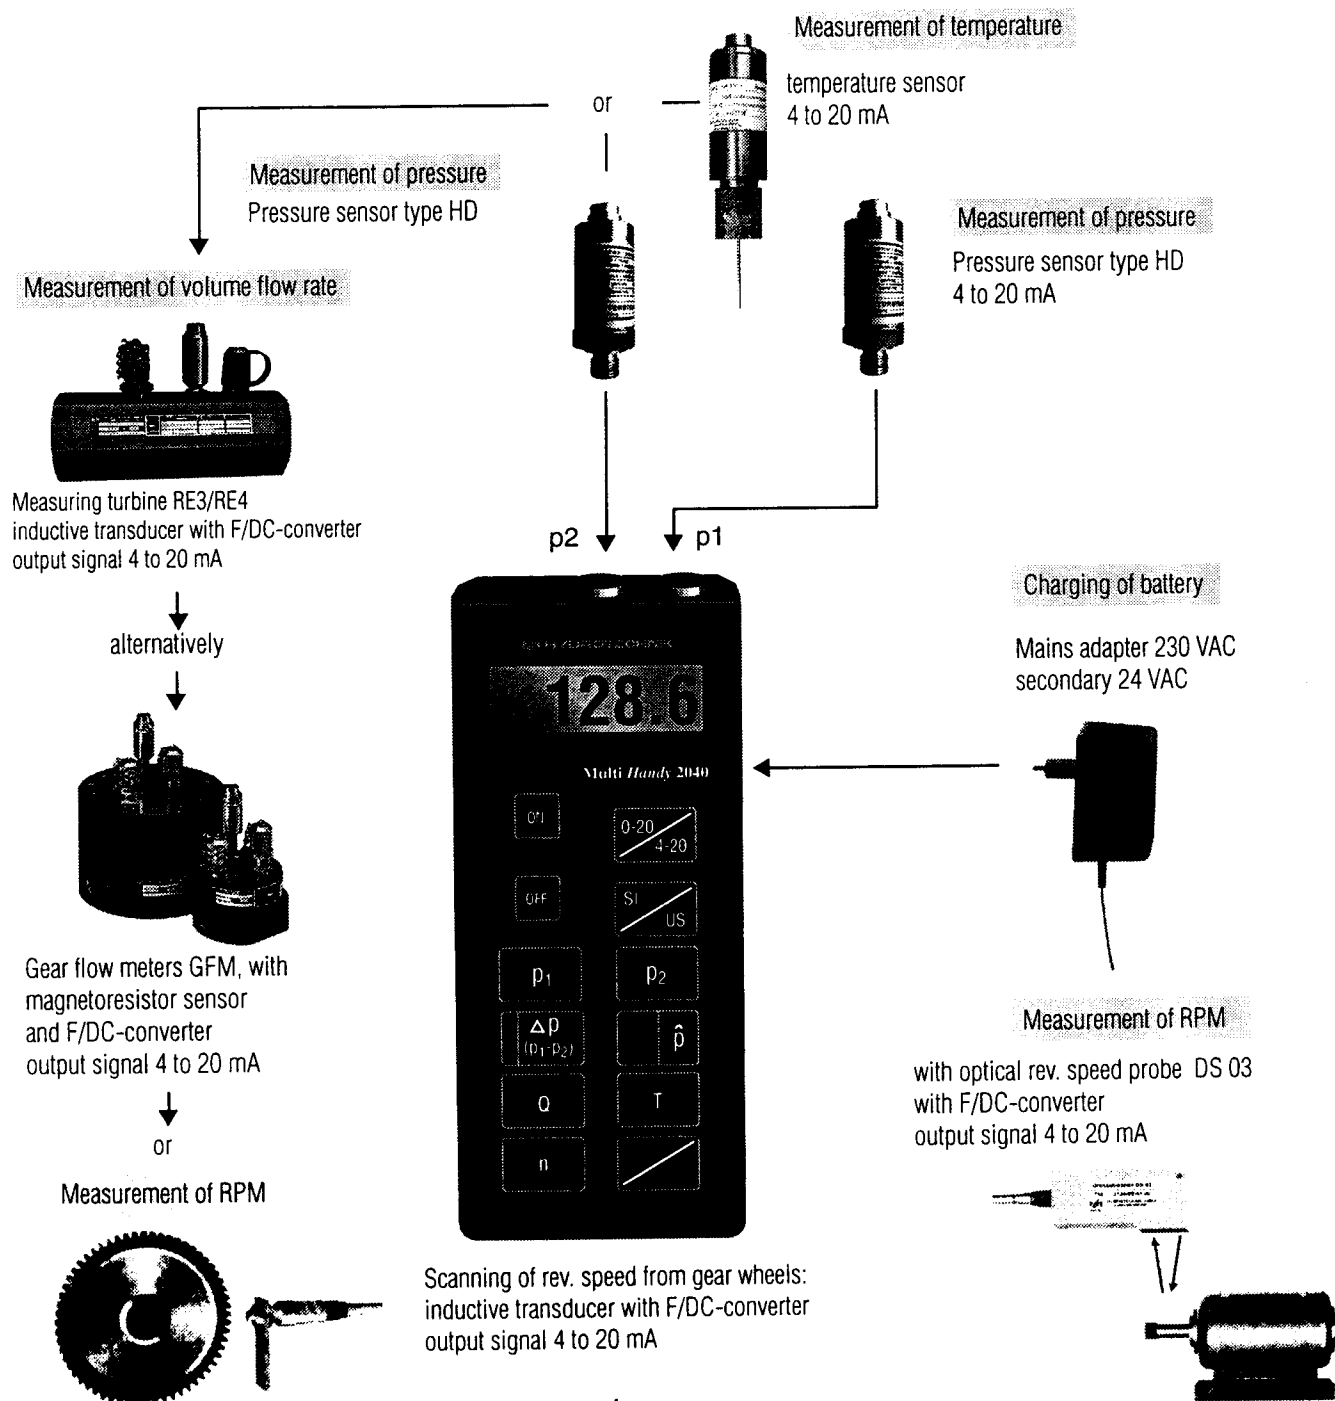 Measurement of temperature
temperature sensor
4 to 20 mA
or
Measurement of pressure
Pressure sensor type HD
Measurement of pressure
Pressure sensor type HD
4 to 20 mA
Measurement of volume flow rate
Measuring turbine RE3/RE4
inductive transducer with F/DC-converter
output signal 4 to 20 mA
alternatively
Gear flow meters GFM, with
magnetoresistor sensor
and F/DC-converter
output signal 4 to 20 mA
or
Measurement of RPM
p2
p1
HYDROTECHNIK
128.6
Multi Handy 2040
ON
0-20
4-20
OFF
SI
US
p1
p2
Δp
(p1-p2)
p̂
Q
T
n
Scanning of rev. speed from gear wheels:
inductive transducer with F/DC-converter
output signal 4 to 20 mA
Charging of battery
Mains adapter 230 VAC
secondary 24 VAC
Measurement of RPM
with optical rev. speed probe DS 03
with F/DC-converter
output signal 4 to 20 mA